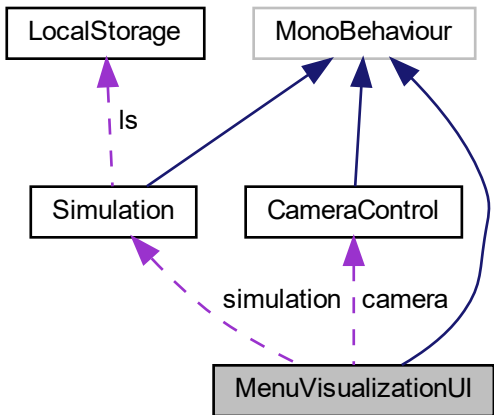 LocalStorage
MonoBehaviour
ls
Simulation
CameraControl
simulation
camera
MenuVisualizationUI